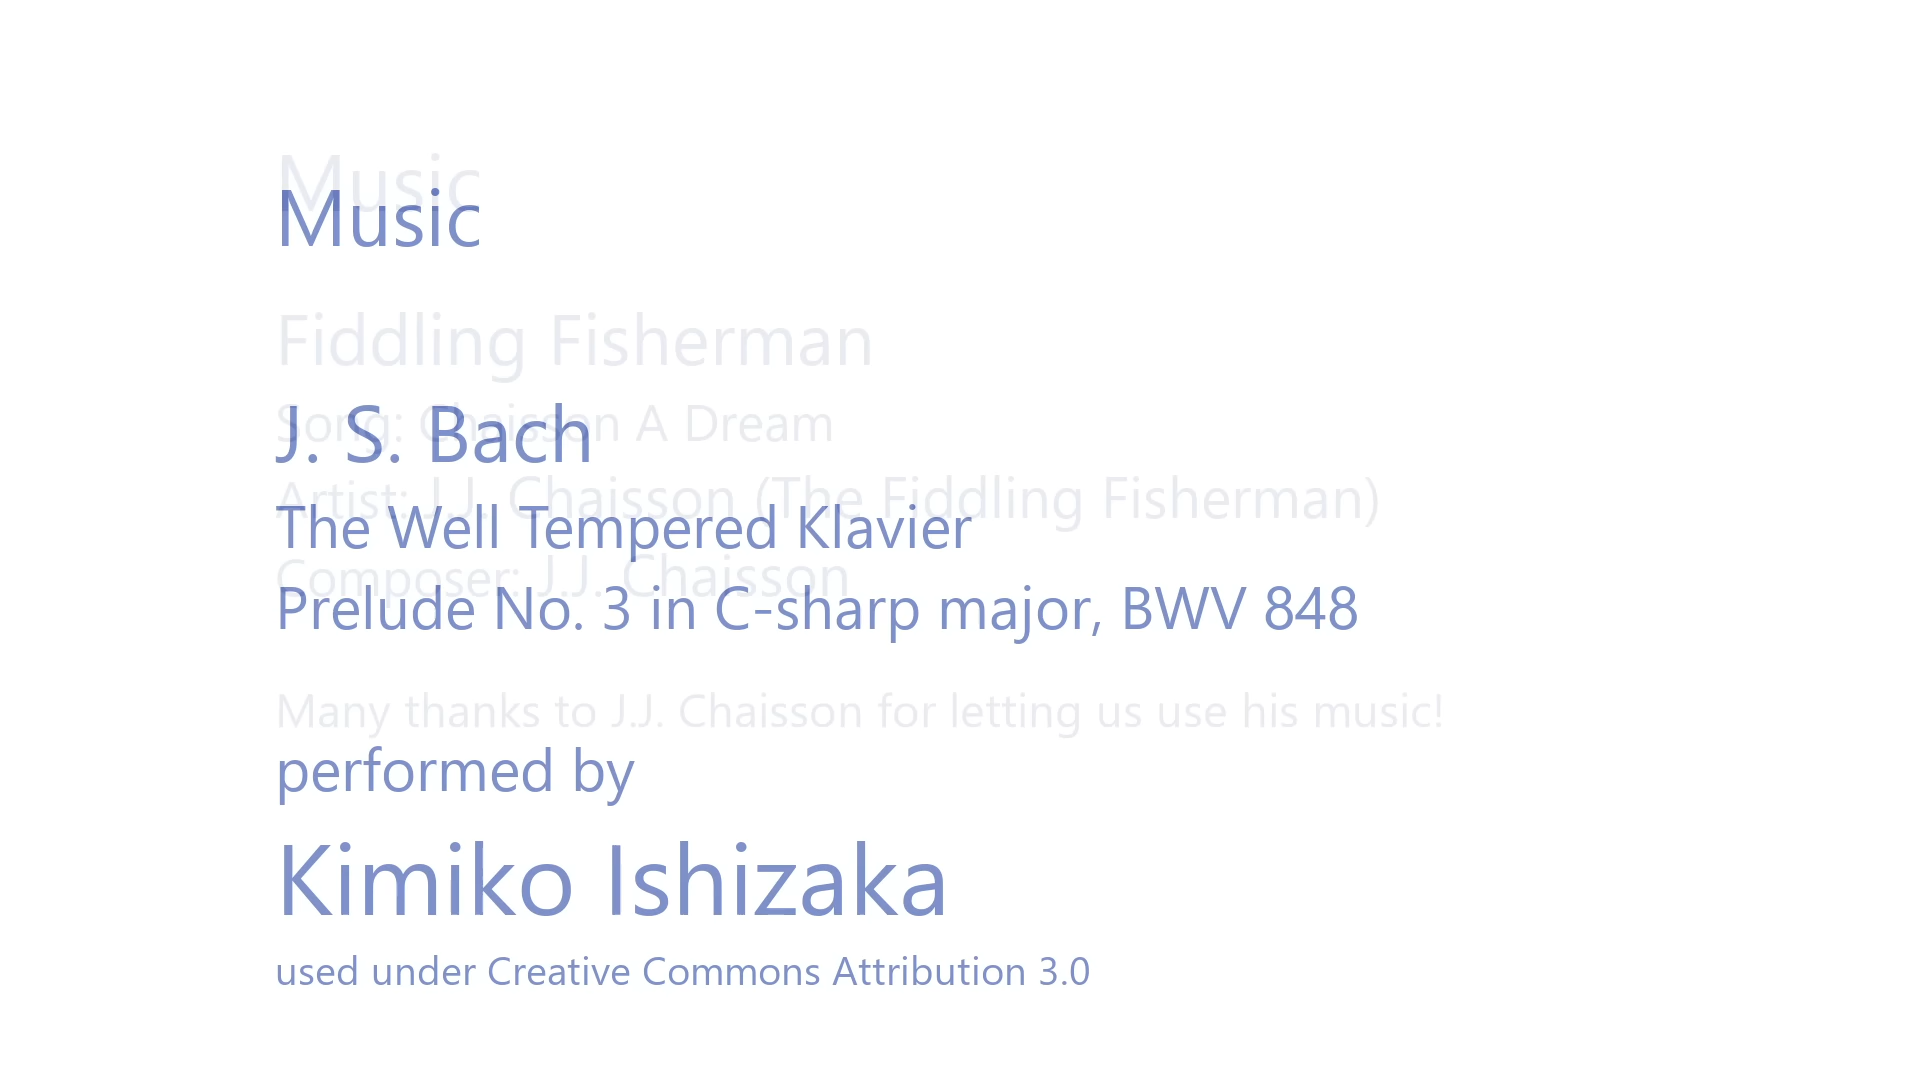 Music
Music
Fiddling Fisherman
Song: Chaisson A Dream
J. S. Bach
Artist: J.J. Chaisson (The Fiddling Fisherman)
The Well Tempered Klavier
Composer: J.J. Chaisson
Prelude No. 3 in C-sharp major, BWV 848
Many thanks to J.J. Chaisson for letting us use his music!
performed by
Kimiko Ishizaka
used under Creative Commons Attribution 3.0